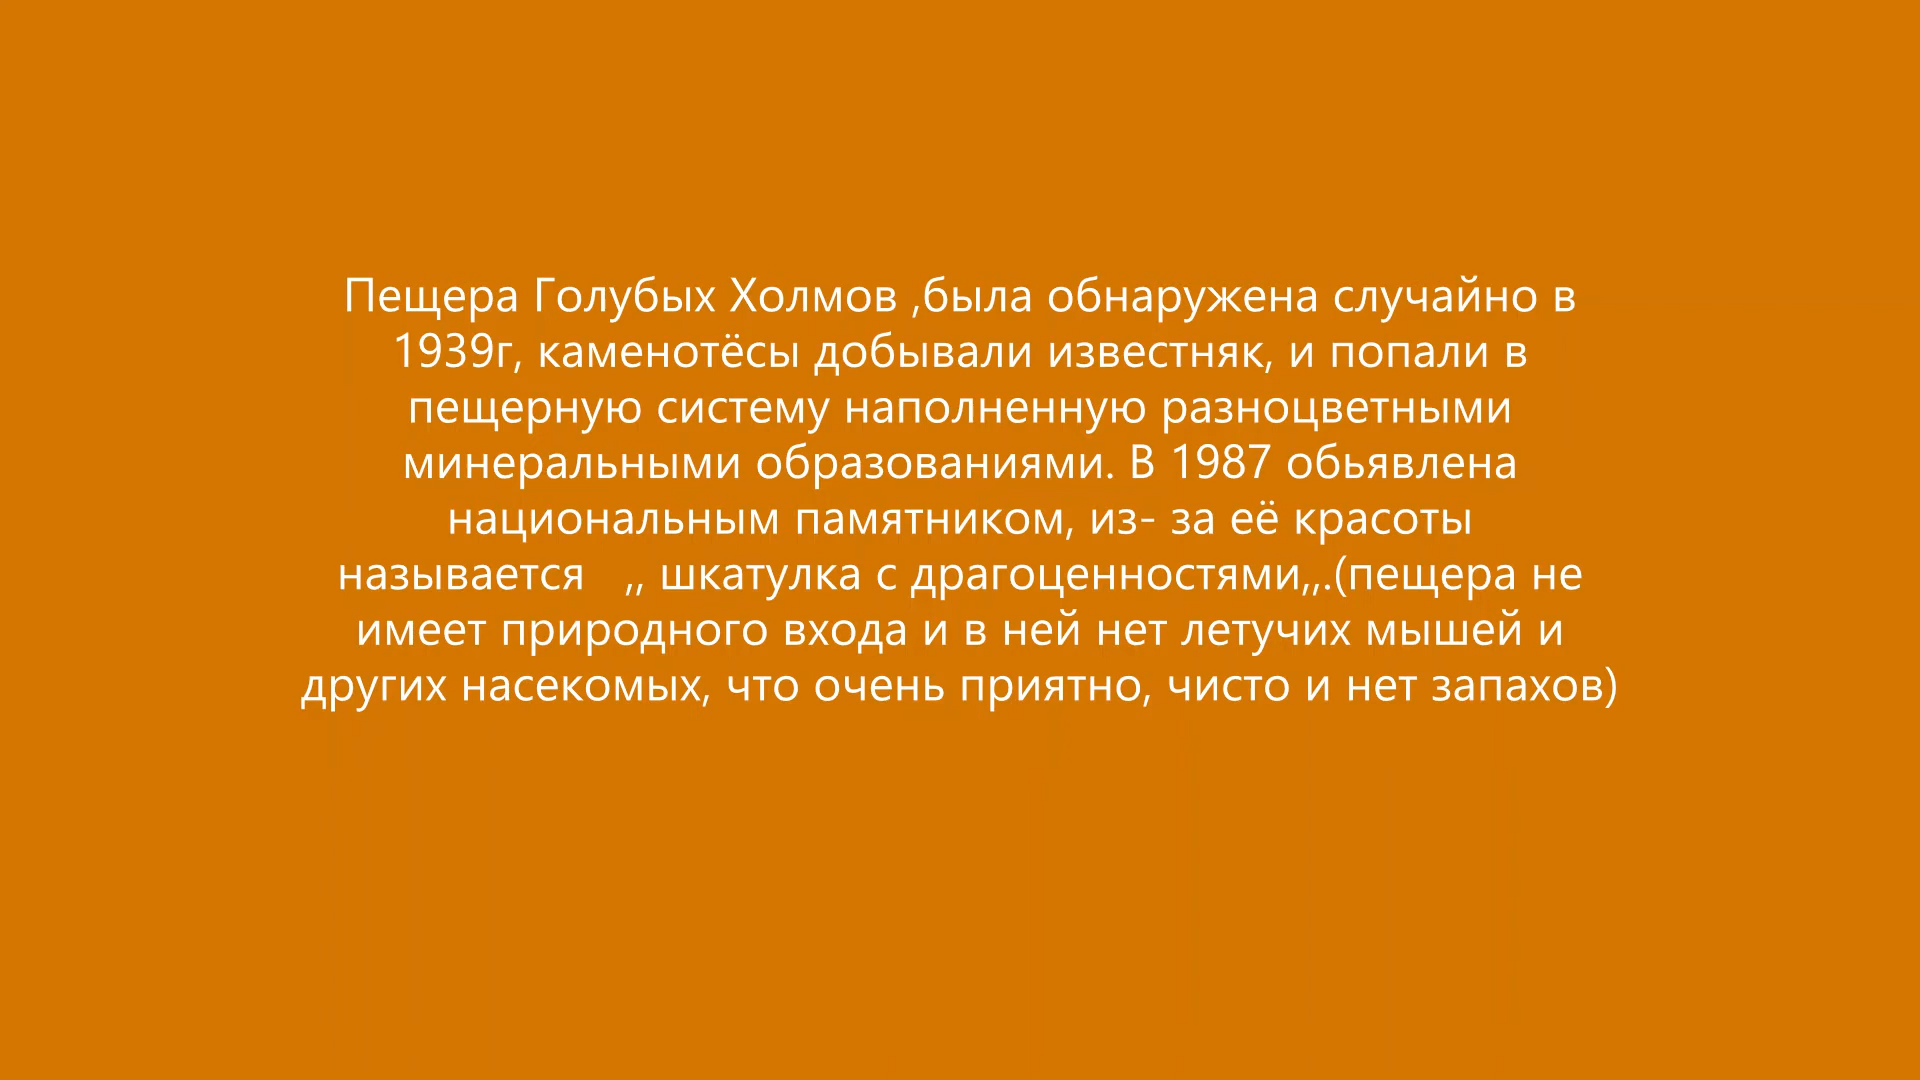 Пещера Голубых Холмов ,была обнаружена случайно в
1939г, каменотёсы добывали известняк, и попали в
пещерную систему наполненную разноцветными
минеральными образованиями. В 1987 обьявлена
национальным памятником, из- за её красоты
называется   ,, шкатулка с драгоценностями,,.(пещера не
имеет природного входа и в ней нет летучих мышей и
других насекомых, что очень приятно, чисто и нет запахов)